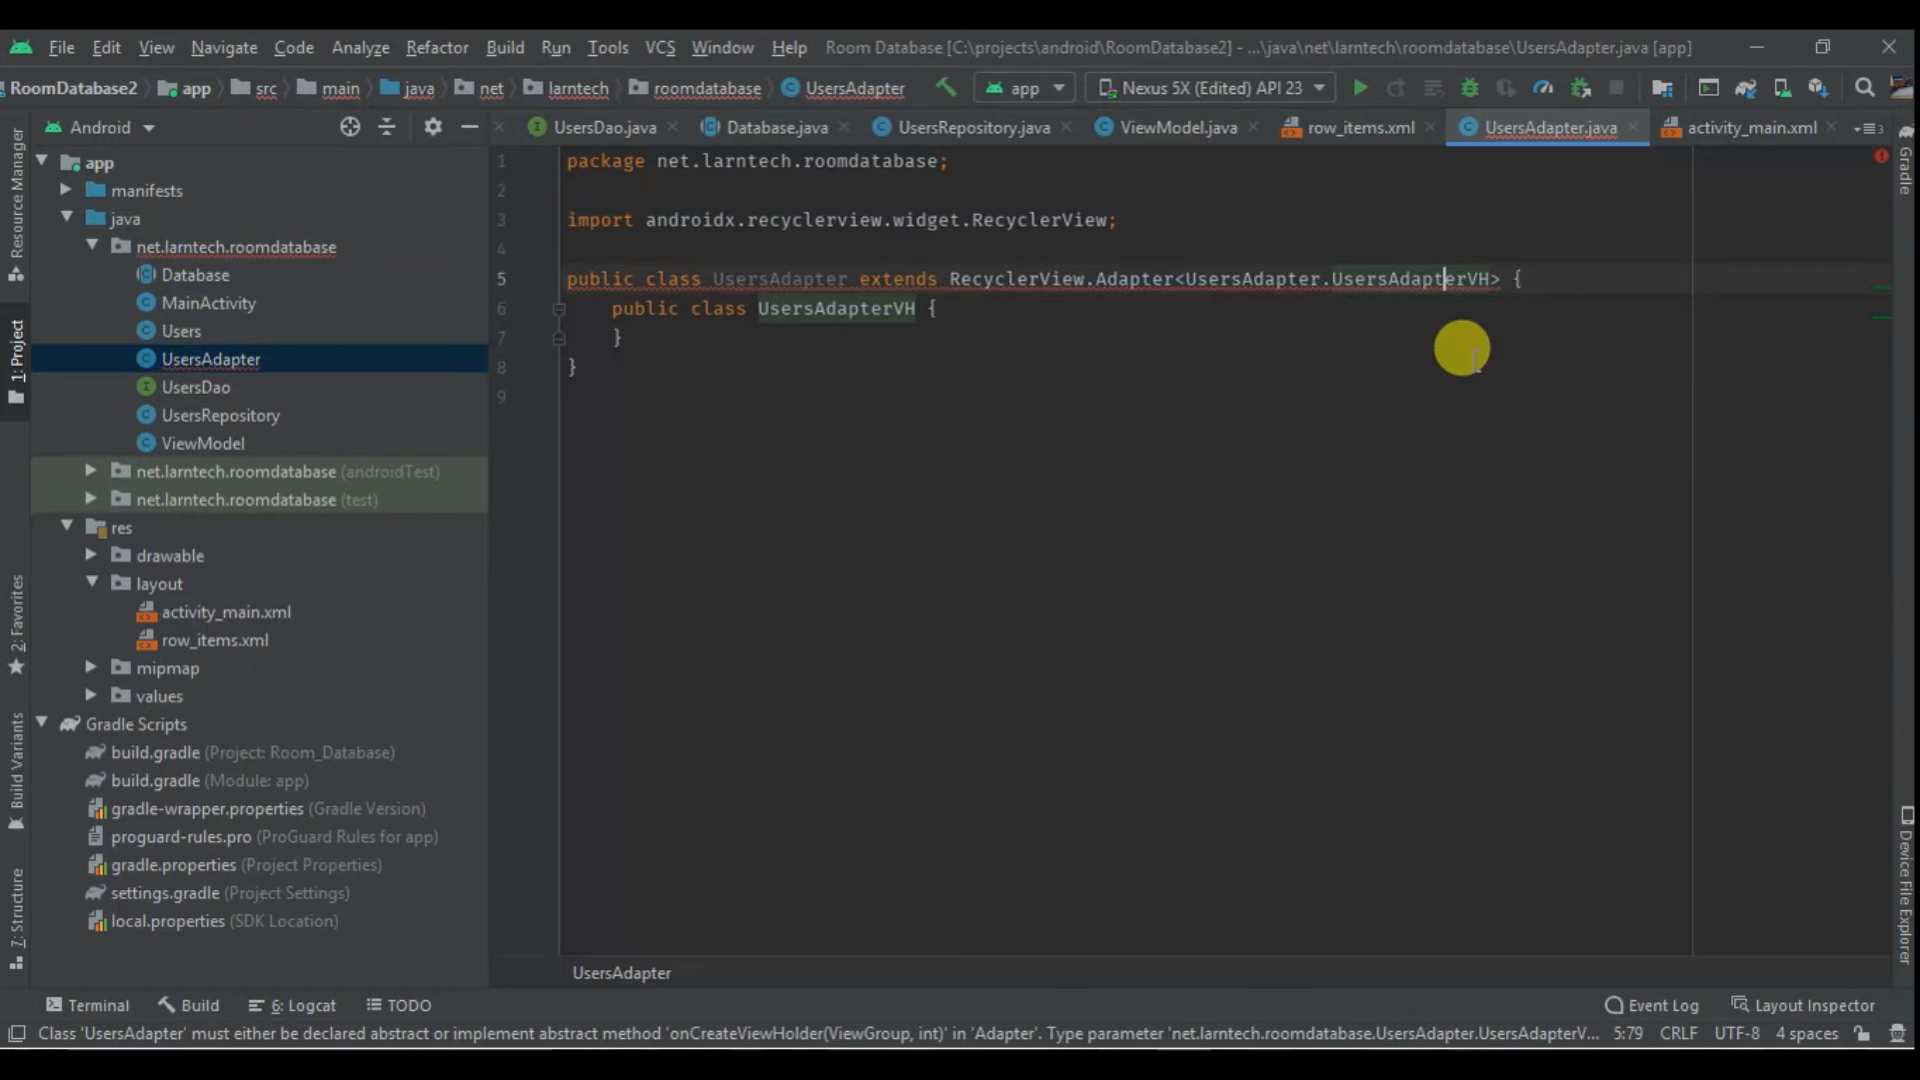 File Edit View Navigate Code Analyze Refactor Build Run Tools VCS Window Help Room Database [C:\projects\android\RoomDatabase2] - ...\java\net\larntech\roomdatabase\UsersAdapter.java [app]
RoomDatabase2 app src main java net larntech roomdatabase UsersAdapter app Nexus 5X (Edited) API 23
Android UsersDao.java Database.java UsersRepository.java ViewModel.java row_items.xml UsersAdapter.java activity_main.xml
Resource Manager
1: Project
2: Favorites
Build Variants
7: Structure
app
manifests
java
net.larntech.roomdatabase
Database
MainActivity
Users
UsersAdapter
UsersDao
UsersRepository
ViewModel
net.larntech.roomdatabase (androidTest)
net.larntech.roomdatabase (test)
res
drawable
layout
activity_main.xml
row_items.xml
mipmap
values
Gradle Scripts
build.gradle (Project: Room_Database)
build.gradle (Module: app)
gradle-wrapper.properties (Gradle Version)
proguard-rules.pro (ProGuard Rules for app)
gradle.properties (Project Properties)
settings.gradle (Project Settings)
local.properties (SDK Location)
1 package net.larntech.roomdatabase;
2
3 import androidx.recyclerview.widget.RecyclerView;
4
5 public class UsersAdapter extends RecyclerView.Adapter<UsersAdapter.UsersAdapterVH> {
6 public class UsersAdapterVH {
7 }
8 }
9
UsersAdapter
Gradle
Device File Explorer
Terminal Build 6: Logcat TODO Event Log Layout Inspector
Class 'UsersAdapter' must either be declared abstract or implement abstract method 'onCreateViewHolder(ViewGroup, int)' in 'Adapter'. Type parameter 'net.larntech.roomdatabase.UsersAdapter.UsersAdapterV... 5:79 CRLF UTF-8 4 spaces